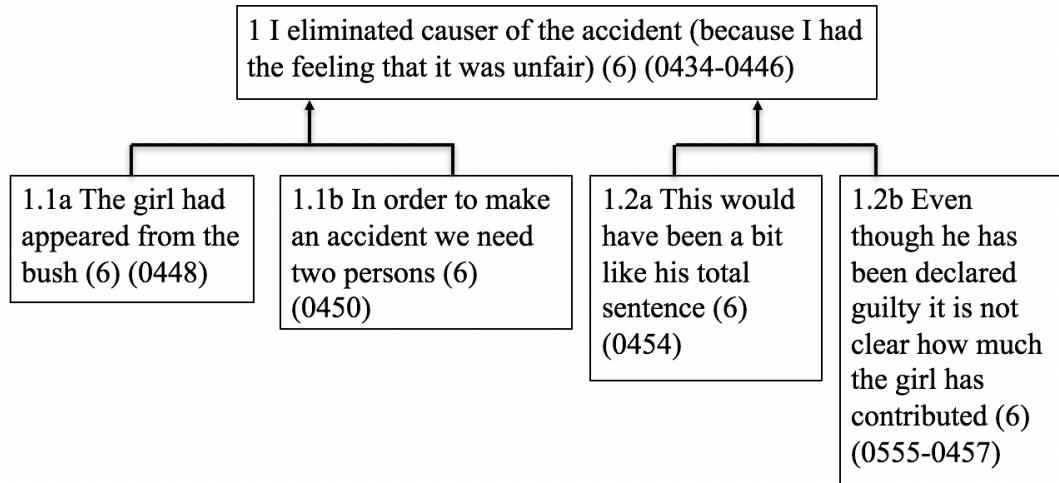 1 I eliminated causer of the accident (because I had
the feeling that it was unfair) (6) (0434-0446)
1.1a The girl had
appeared from the
bush (6) (0448)
1.1b In order to make
an accident we need
two persons (6)
(0450)
1.2a This would
have been a bit
like his total
sentence (6)
(0454)
1.2b Even
though he has
been declared
guilty it is not
clear how much
the girl has
contributed (6)
(0555-0457)